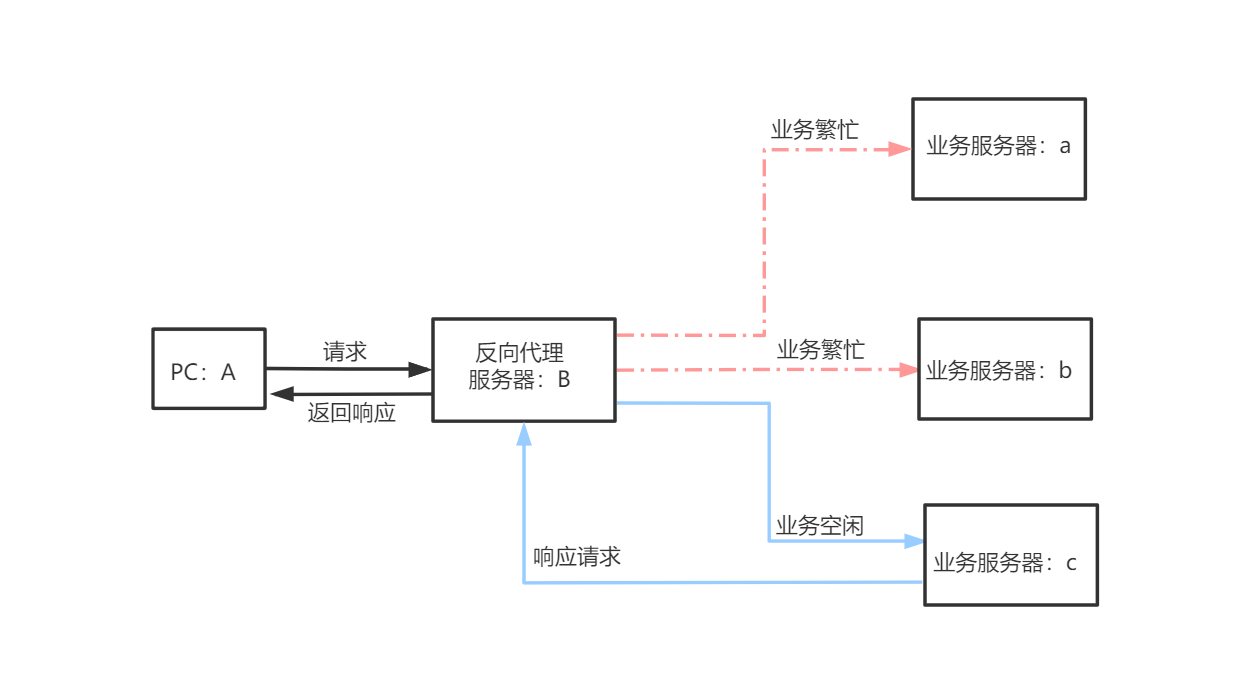 业务繁忙
业务服务器：a
PC：A
请求
返回响应
反向代理
服务器：B
业务繁忙
业务服务器：b
业务空闲
响应请求
业务服务器：c